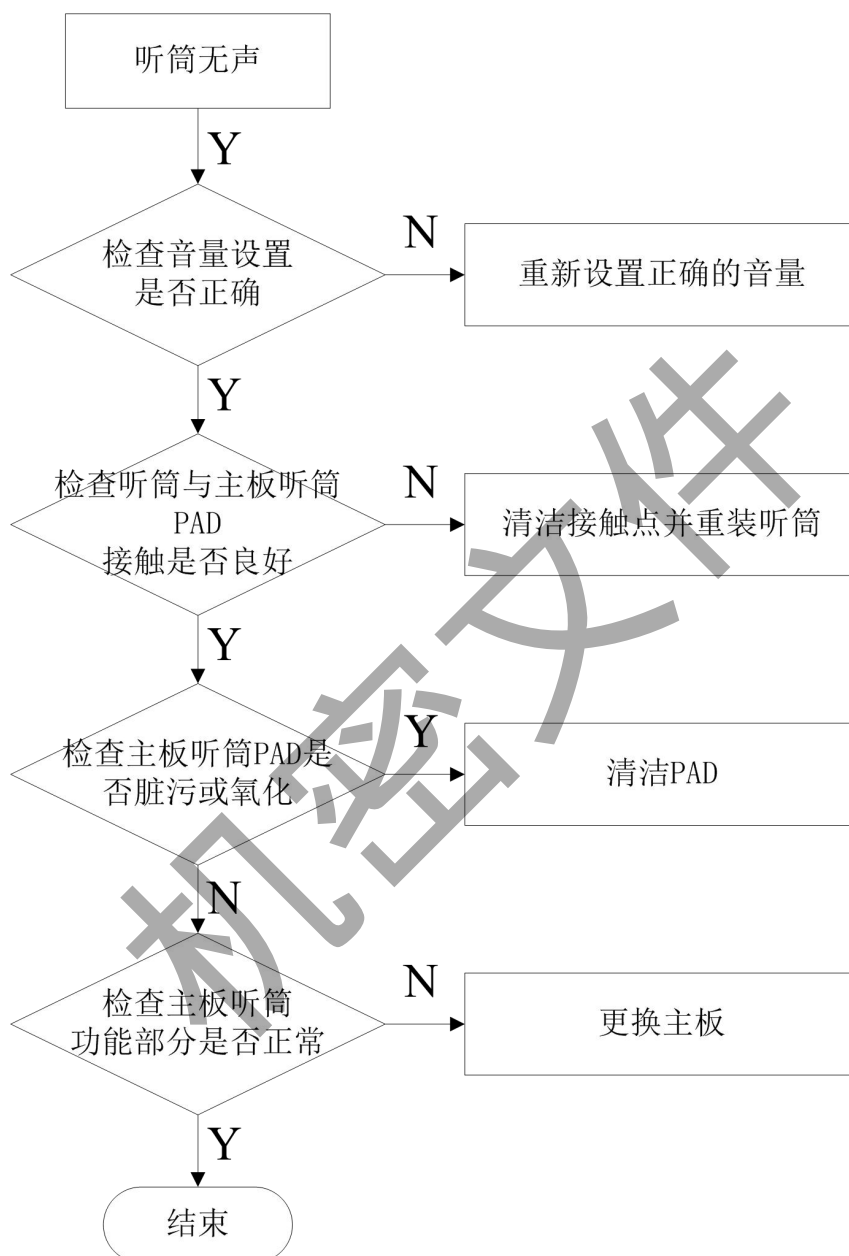 听筒无声
Y
检查音量设置
是否正确
N
重新设置正确的音量
Y
检查听筒与主板听筒
PAD
接触是否良好
N
清洁接触点并重装听筒
Y
检查主板听筒PAD是
否脏污或氧化
Y
清洁PAD
N
检查主板听筒
功能部分是否正常
N
更换主板
Y
结束
机密文件